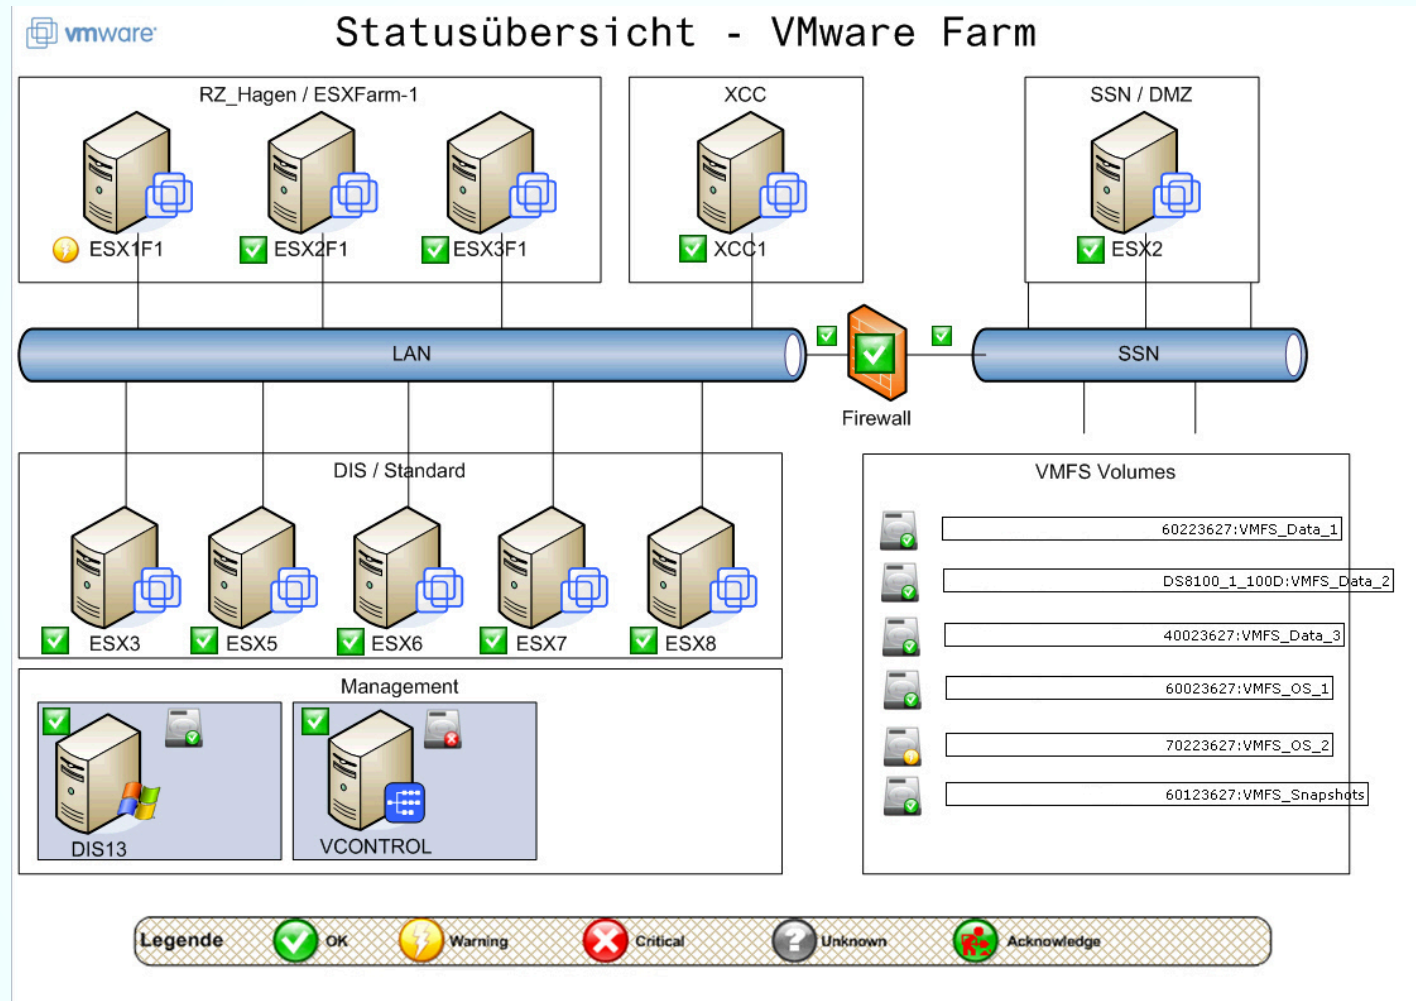 vmware
Statusübersicht - VMware Farm
RZ_Hagen / ESXFarm-1
XCC
SSN / DMZ
ESX1F1
ESX2F1
ESX3F1
XCC1
ESX2
LAN
SSN
Firewall
DIS / Standard
VMFS Volumes
60223627:VMFS_Data_1
DS8100_1_100D:VMFS_Data_2
40023627:VMFS_Data_3
60023627:VMFS_OS_1
70223627:VMFS_OS_2
60123627:VMFS_Snapshots
ESX3
ESX5
ESX6
ESX7
ESX8
Management
DIS13
VCONTROL
Legende
OK
Warning
Critical
Unknown
Acknowledge